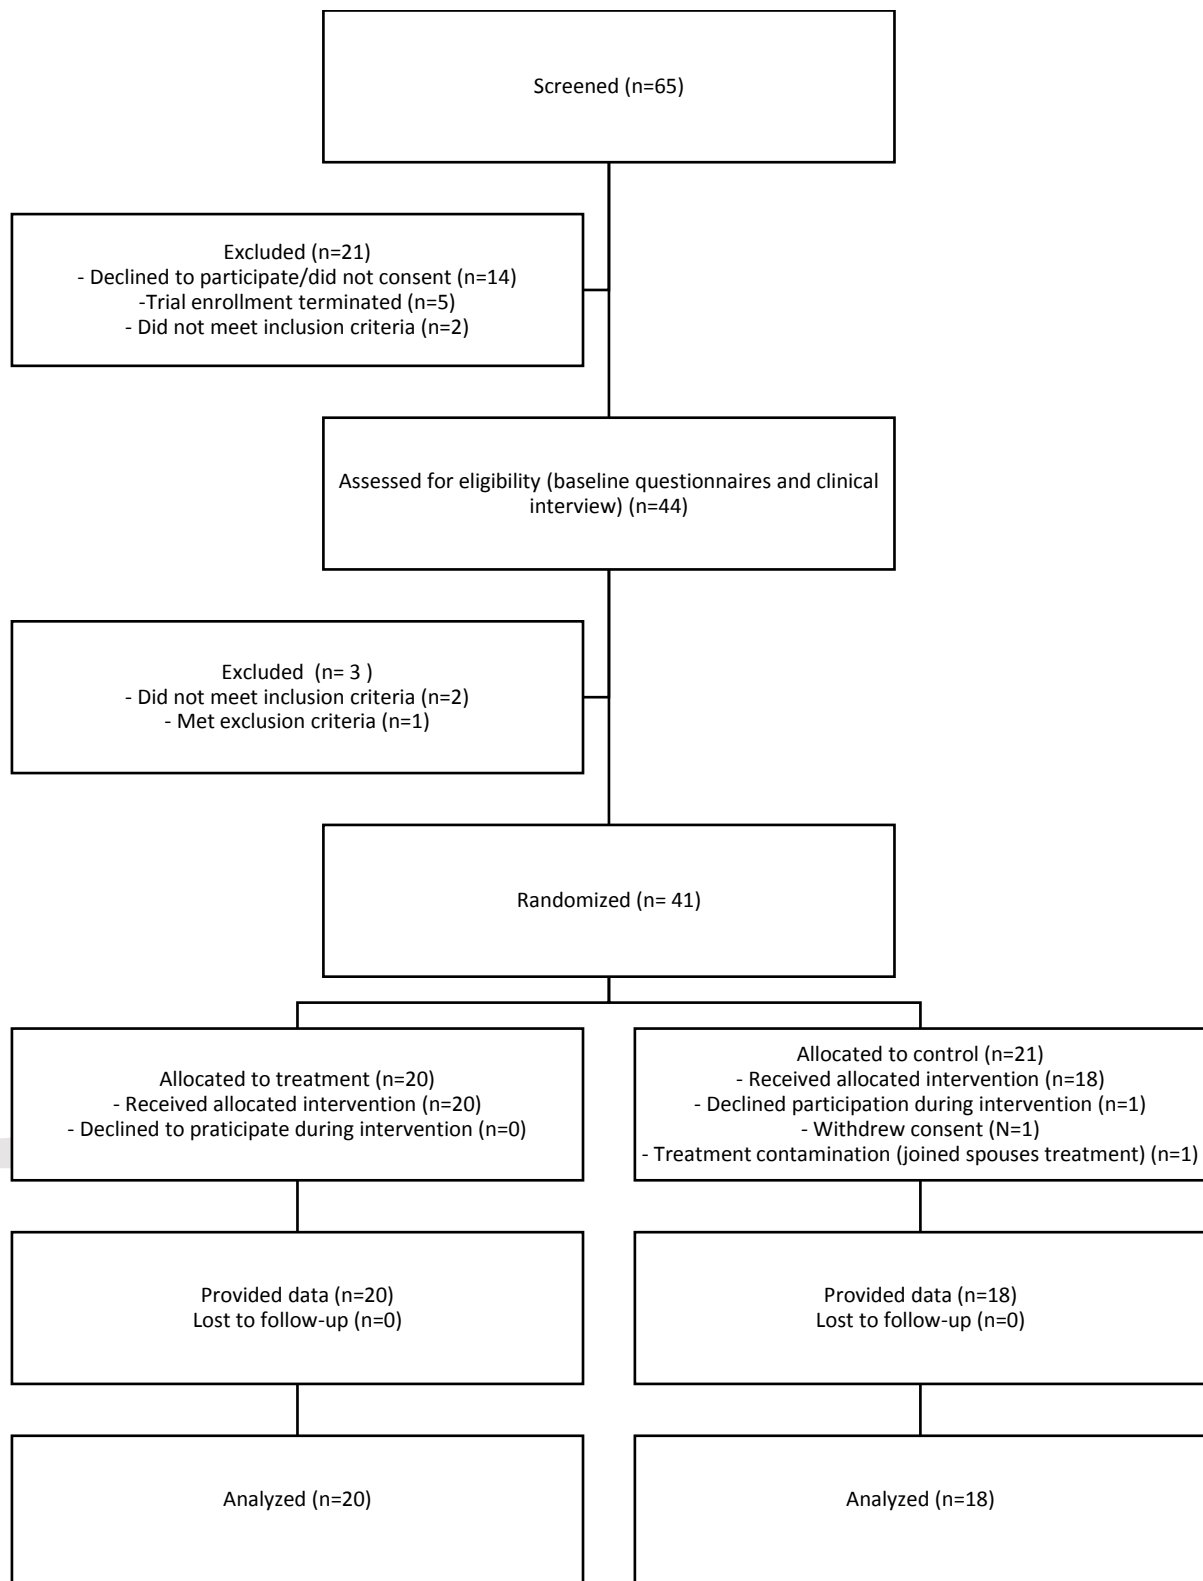 Screened (n=65)
Excluded (n=21)
- Declined to participate/did not consent (n=14)
-Trial enrollment terminated (n=5)
- Did not meet inclusion criteria (n=2)
Assessed for eligibility (baseline questionnaires and clinical
interview) (n=44)
Excluded  (n= 3 )
- Did not meet inclusion criteria (n=2)
- Met exclusion criteria (n=1)
Randomized (n= 41)
Allocated to treatment (n=20)
- Received allocated intervention (n=20)
- Declined to praticipate during intervention (n=0)
Allocated to control (n=21)
- Received allocated intervention (n=18)
- Declined participation during intervention (n=1)
- Withdrew consent (N=1)
- Treatment contamination (joined spouses treatment) (n=1)
Provided data (n=20)
Lost to follow-up (n=0)
Provided data (n=18)
Lost to follow-up (n=0)
Analyzed (n=20)
Analyzed (n=18)